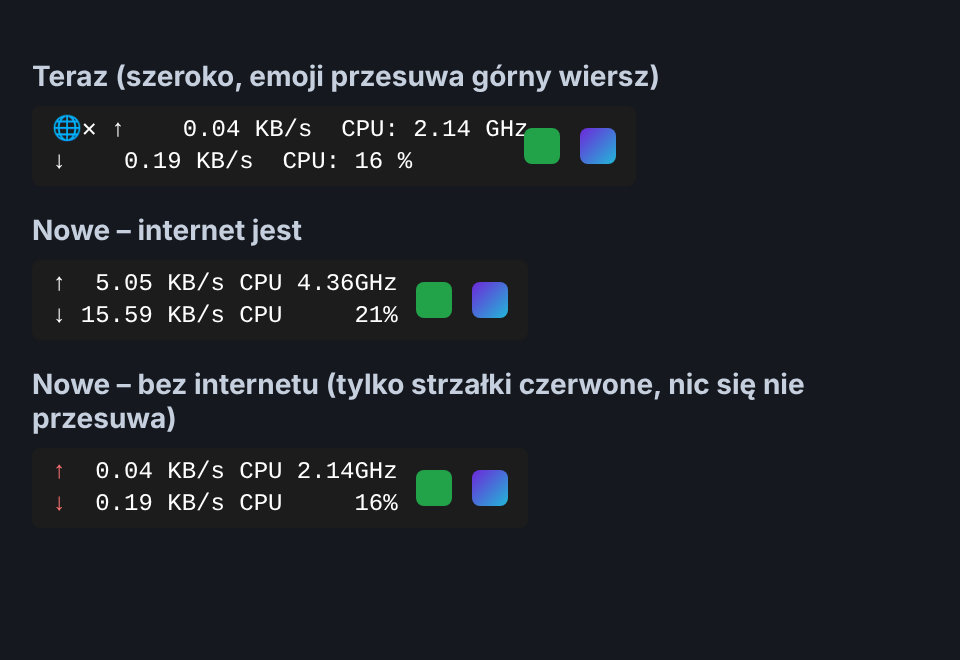 Teraz (szeroko, emoji przesuwa górny wiersz)
🌐× ↑    0.04 KB/s  CPU: 2.14 GHz
↓    0.19 KB/s  CPU: 16 %
Nowe – internet jest
↑  5.05 KB/s CPU 4.36GHz
↓ 15.59 KB/s CPU     21%
Nowe – bez internetu (tylko strzałki czerwone, nic się nie
przesuwa)
↑  0.04 KB/s CPU 2.14GHz
↓  0.19 KB/s CPU     16%